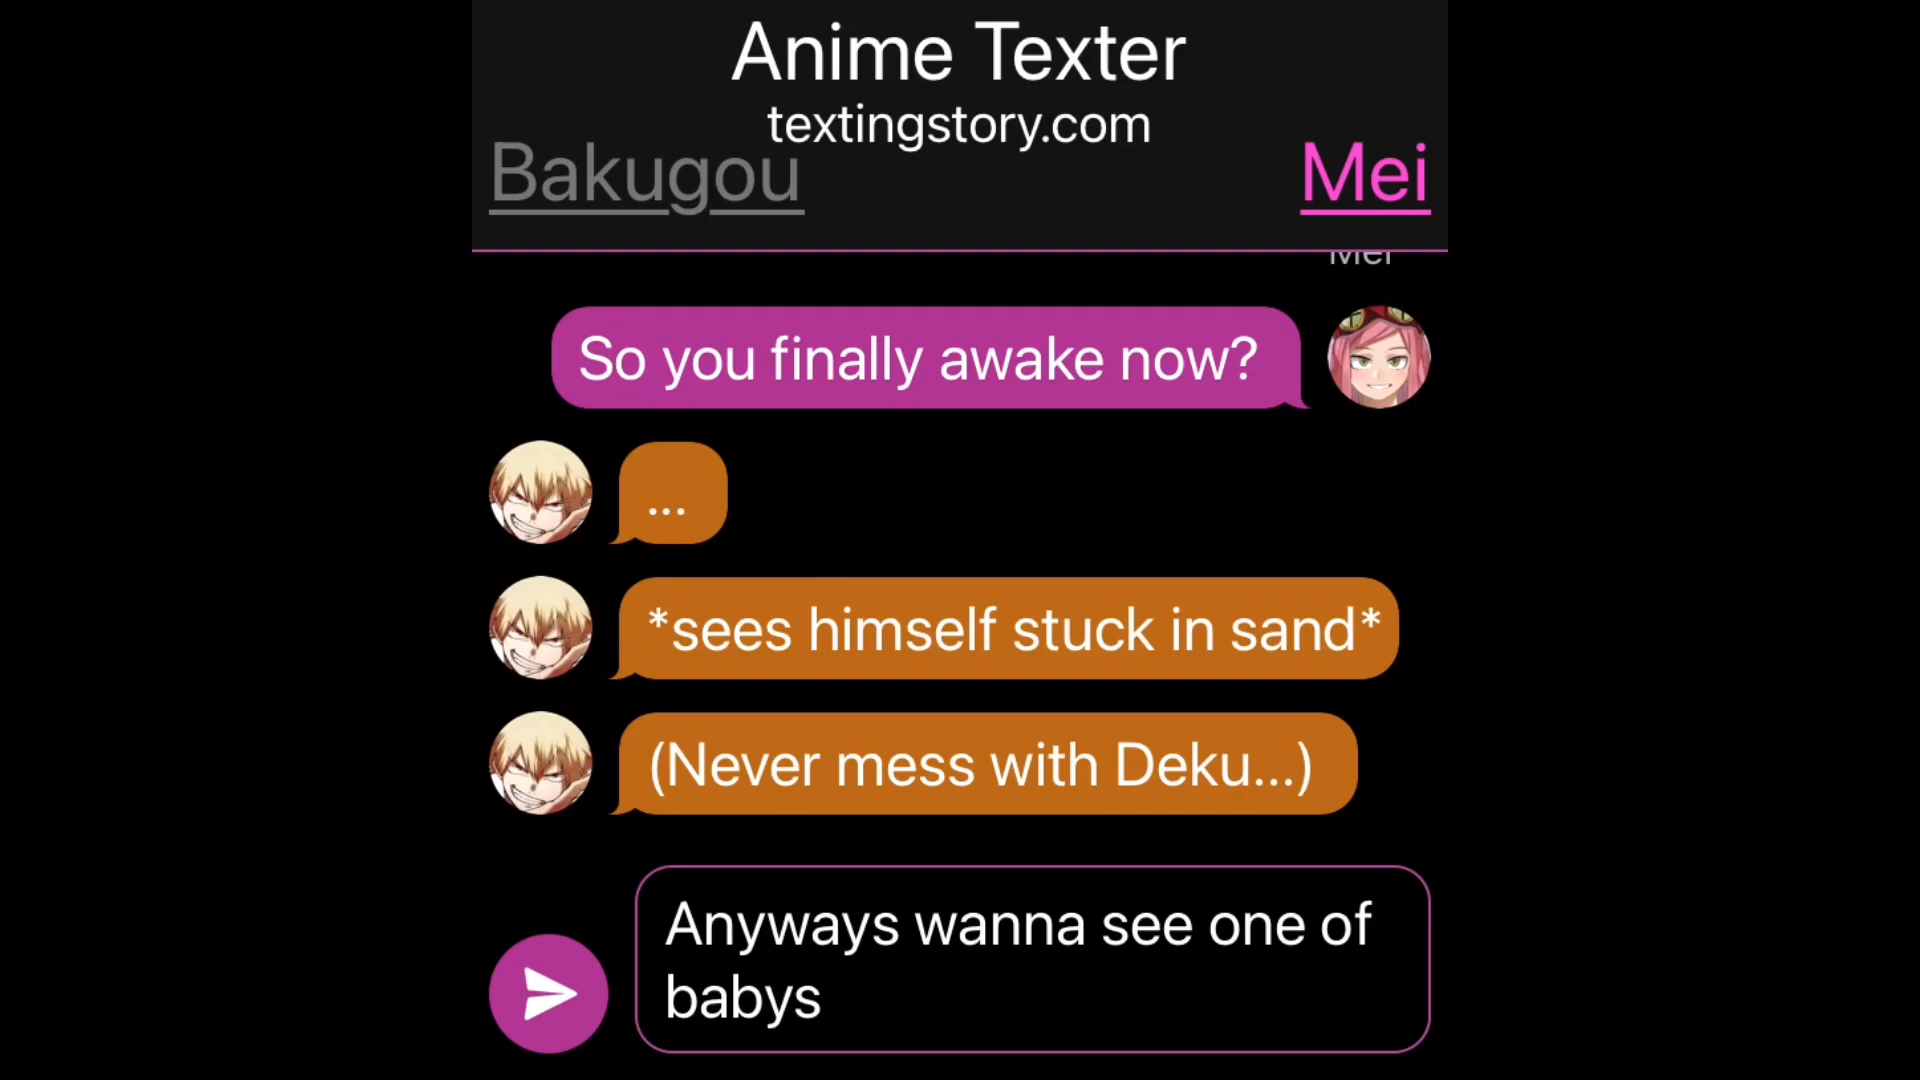 Anime Texter
textingstory.com
Bakugou
Mei
Mei
So you finally awake now?
...
*sees himself stuck in sand*
(Never mess with Deku...)
Anyways wanna see one of
babys